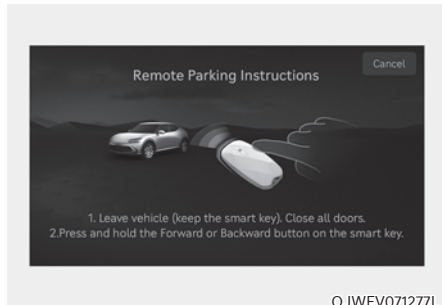 Cancel
Remote Parking Instructions
1. Leave vehicle (keep the smart key). Close all doors.
2.Press and hold the Forward or Backward button on the smart key.
OJWEV071277L